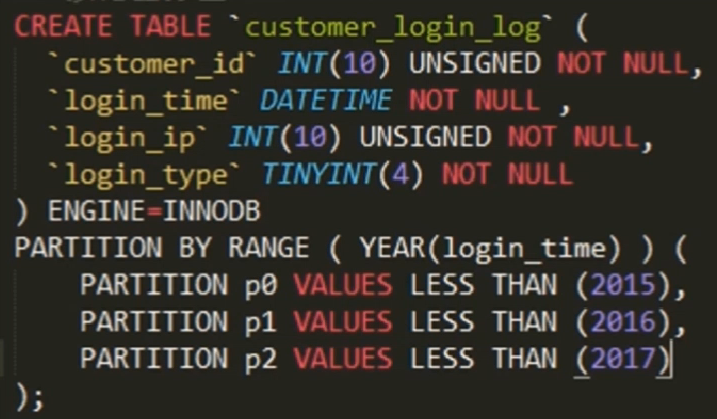 CREATE TABLE `customer_login_log` (
`customer_id` INT(10) UNSIGNED NOT NULL,
`login_time` DATETIME NOT NULL ,
`login_ip` INT(10) UNSIGNED NOT NULL,
`login_type` TINYINT(4) NOT NULL
) ENGINE=INNODB
PARTITION BY RANGE ( YEAR(login_time) ) (
PARTITION p0 VALUES LESS THAN (2015),
PARTITION p1 VALUES LESS THAN (2016),
PARTITION p2 VALUES LESS THAN (2017)
);